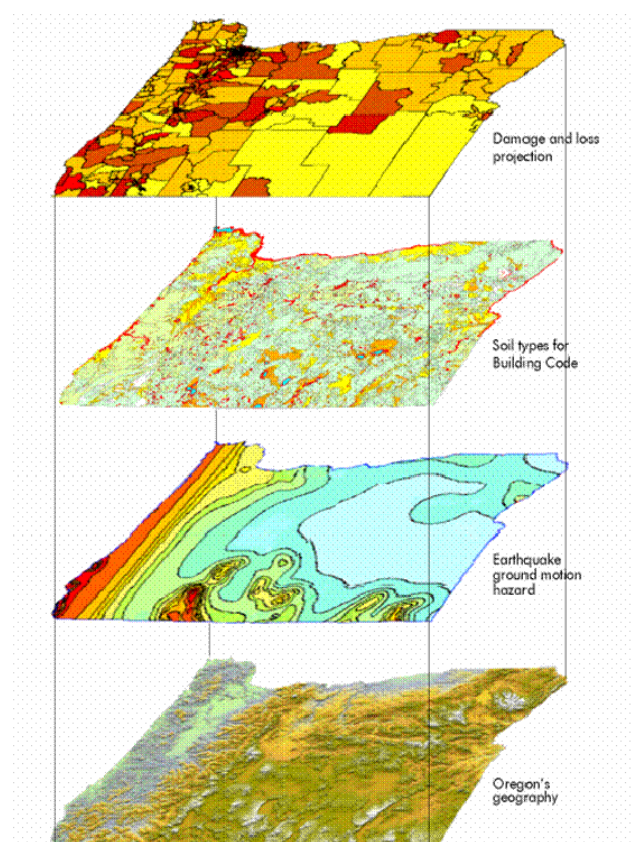 Damage and loss
projection
Soil types for
Building Code
Earthquake
ground motion
hazard
Oregon's
geography